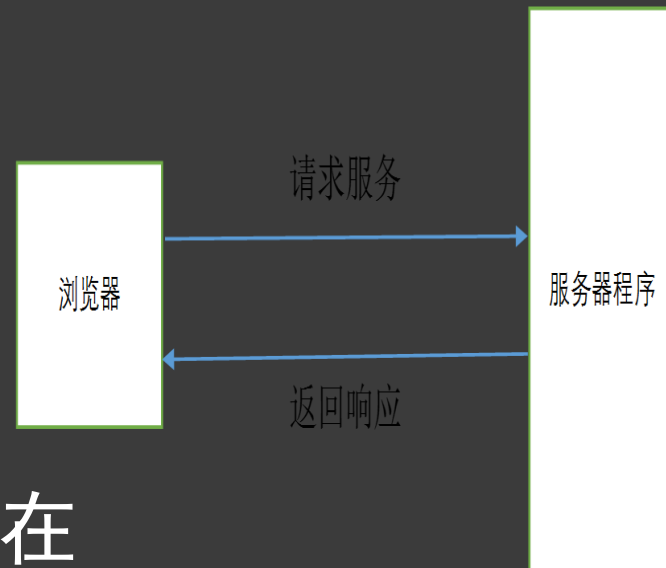 请求服务
浏览器
服务器程序
返回响应
在